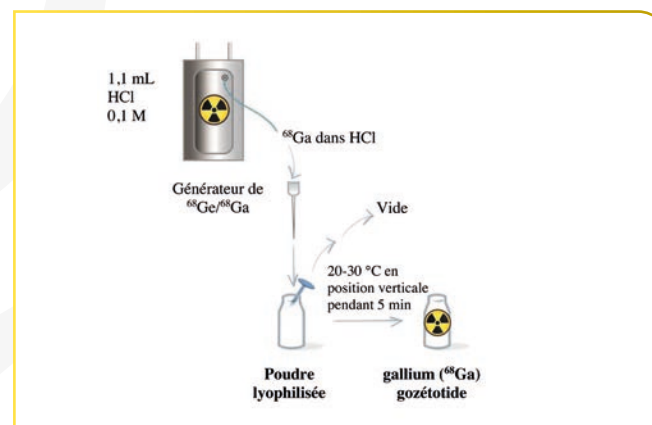 1,1 mL
HCl
0,1 M
⁶⁸Ga dans HCl
Générateur de
⁶⁸Ge/⁶⁸Ga
Vide
20-30 °C en
position verticale
pendant 5 min
Poudre
lyophilisée
gallium (⁶⁸Ga)
gozétotide